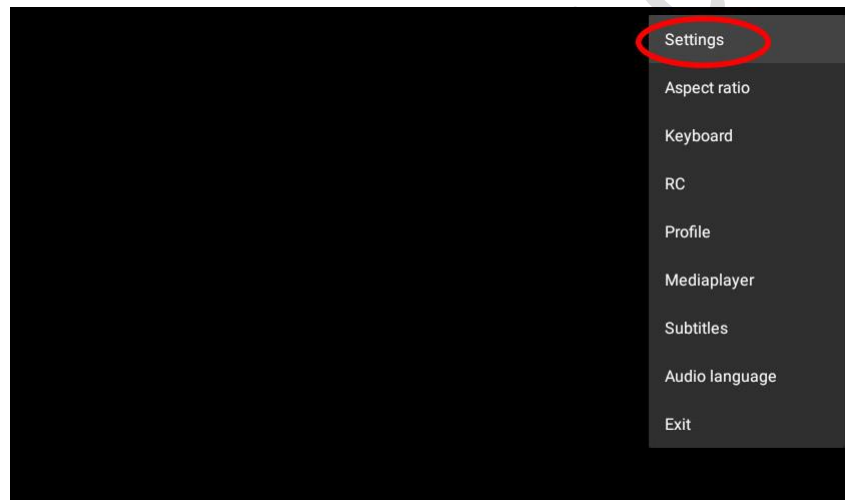 Settings
Aspect ratio
Keyboard
RC
Profile
Mediaplayer
Subtitles
Audio language
Exit